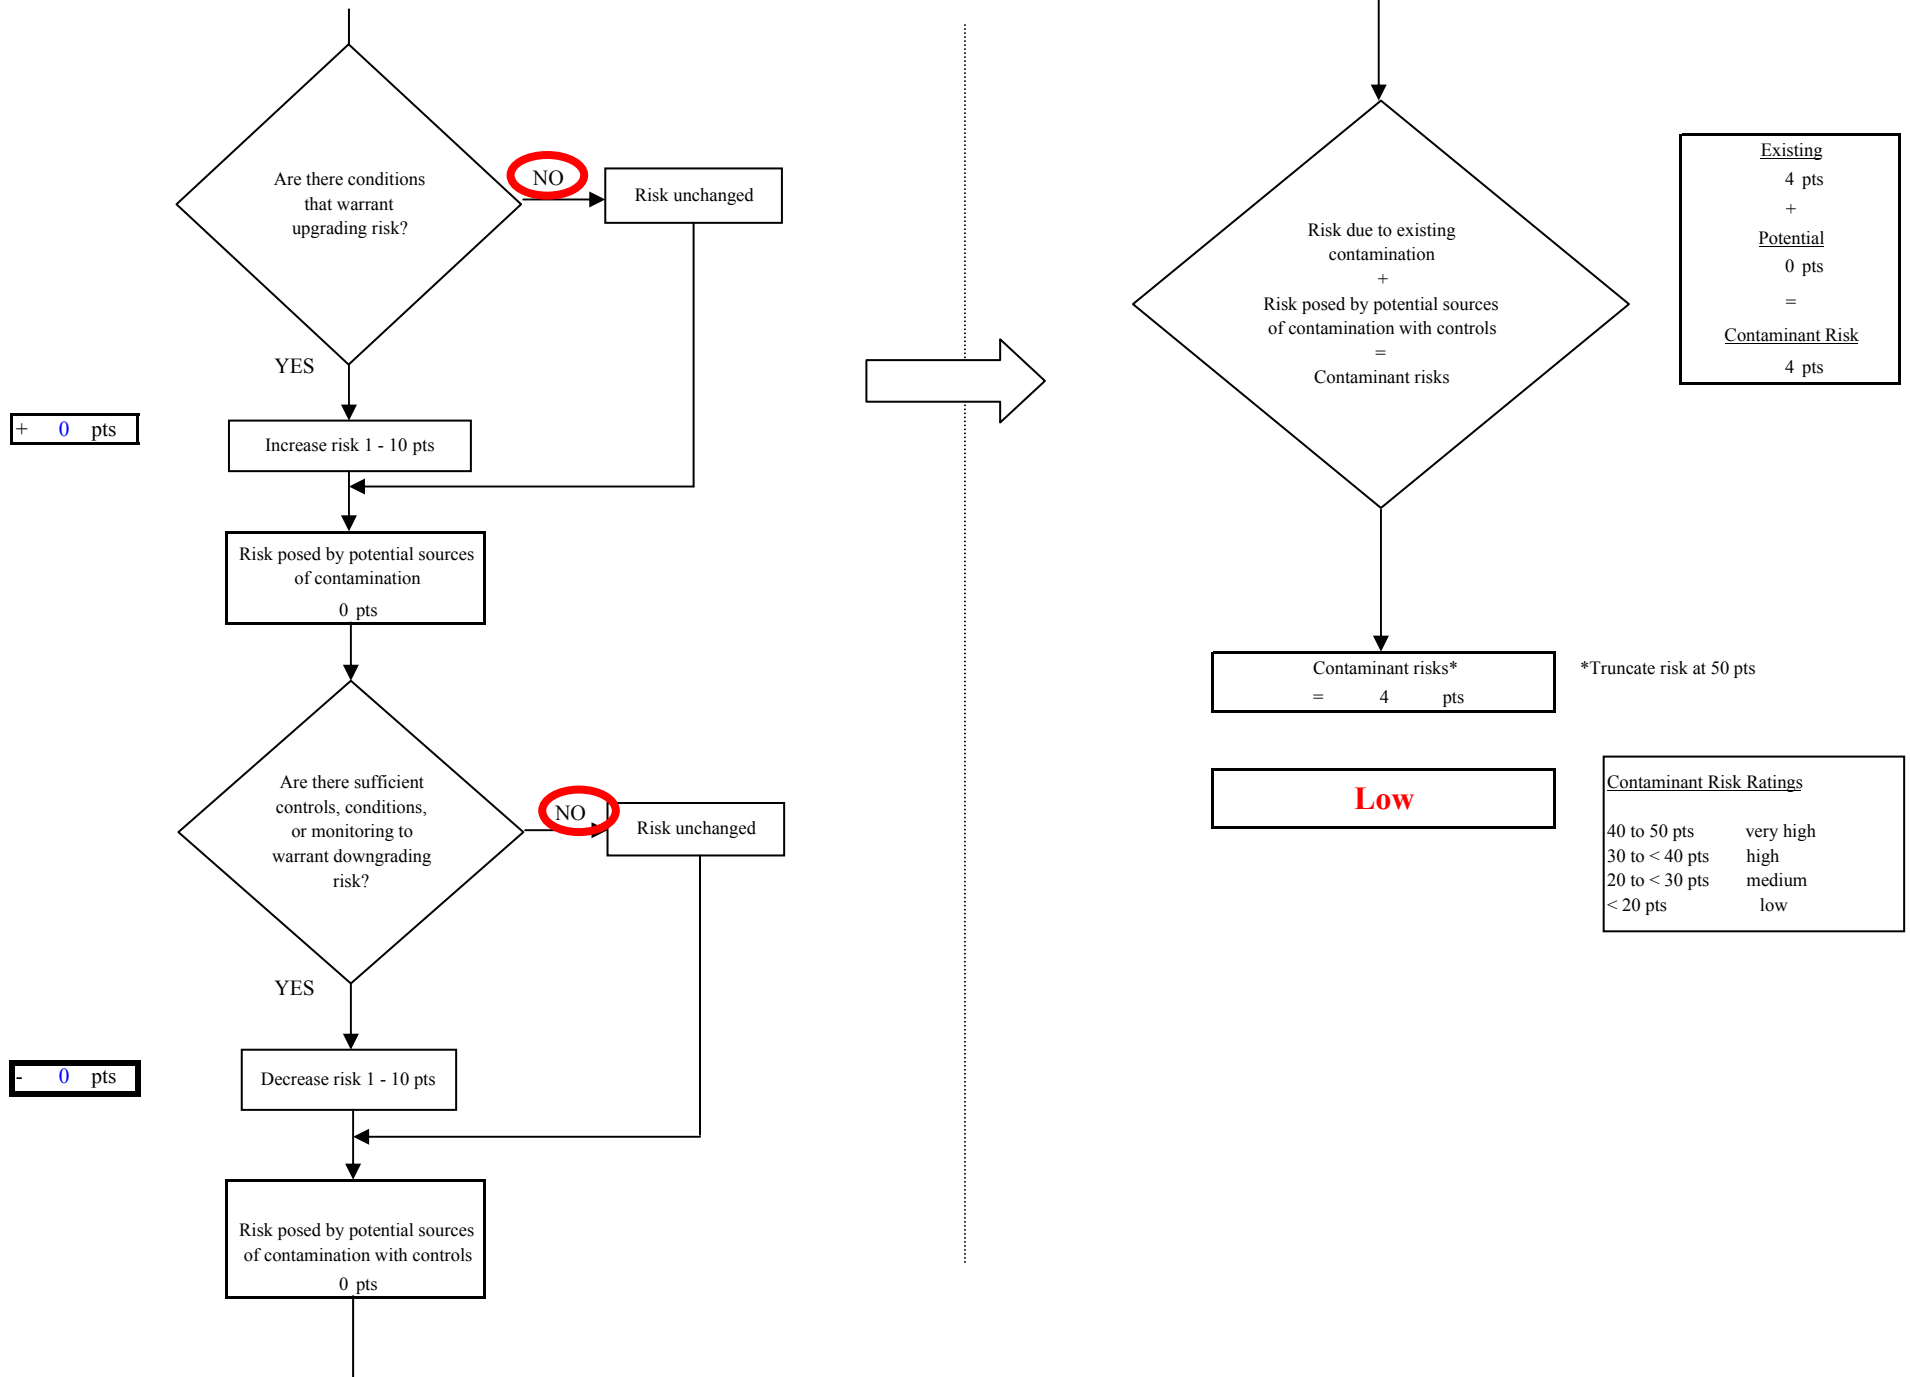 Are there conditions
that warrant
upgrading risk?
NO
Risk unchanged
YES
+ 0 pts
Increase risk 1 - 10 pts
Risk posed by potential sources
of contamination
0 pts
Are there sufficient
controls, conditions,
or monitoring to
warrant downgrading
risk?
NO
Risk unchanged
YES
- 0 pts
Decrease risk 1 - 10 pts
Risk posed by potential sources
of contamination with controls
0 pts
Risk due to existing
contamination
+
Risk posed by potential sources
of contamination with controls
=
Contaminant risks
Existing
4 pts
+
Potential
0 pts
=
Contaminant Risk
4 pts
Contaminant risks*
= 4 pts
*Truncate risk at 50 pts
Low
Contaminant Risk Ratings
40 to 50 pts very high
30 to < 40 pts high
20 to < 30 pts medium
< 20 pts low